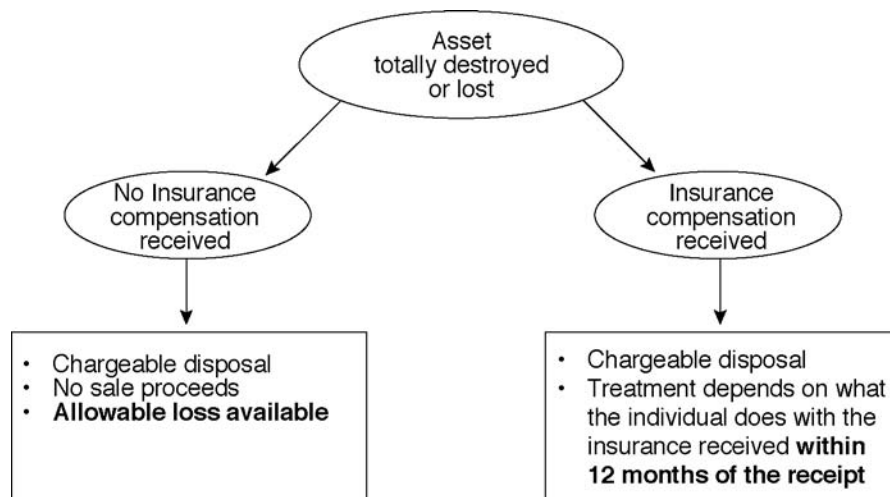 Asset
totally destroyed
or lost
No Insurance
compensation
received
Insurance
compensation
received
• Chargeable disposal
• No sale proceeds
• Allowable loss available
• Chargeable disposal
• Treatment depends on what
the individual does with the
insurance received within
12 months of the receipt